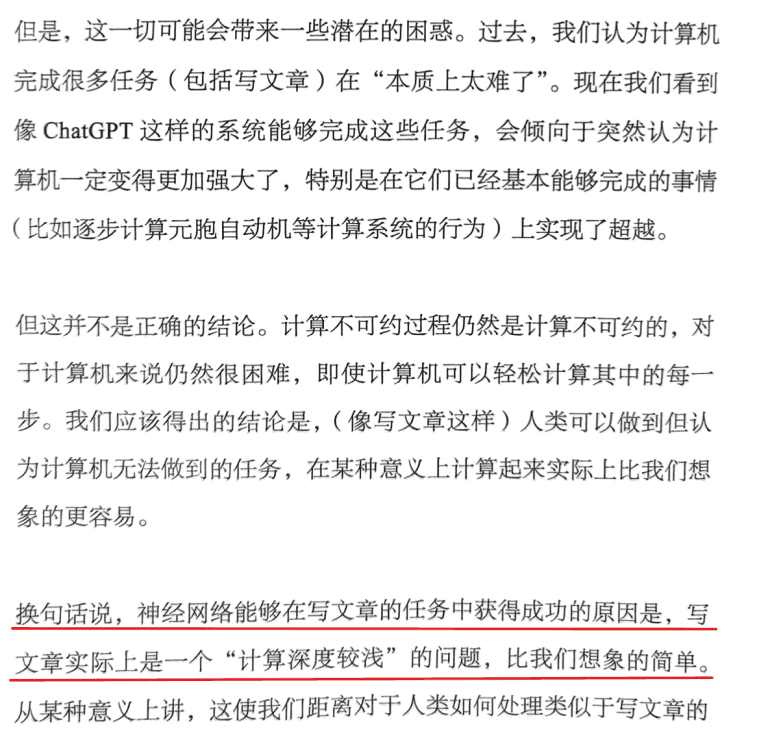 但是，这一切可能会带来一些潜在的困惑。过去，我们认为计算机
完成很多任务（包括写文章）在“本质上太难了”。现在我们看到
像 ChatGPT 这样的系统能够完成这些任务，会倾向于突然认为计
算机一定变得更加强大了，特别是在它们已经基本能够完成的事情
（比如逐步计算元胞自动机等计算系统的行为）上实现了超越。
但这并不是正确的结论。计算不可约过程仍然是计算不可约的，对
于计算机来说仍然很困难，即使计算机可以轻松计算其中的每一
步。我们应该得出的结论是，（像写文章这样）人类可以做到但认
为计算机无法做到的任务，在某种意义上计算起来实际上比我们想
象的更容易。
换句话说，神经网络能够在写文章的任务中获得成功的原因是，写
文章实际上是一个“计算深度较浅”的问题，比我们想象的简单。
从某种意义上讲，这使我们距离对于人类如何处理类似于写文章的